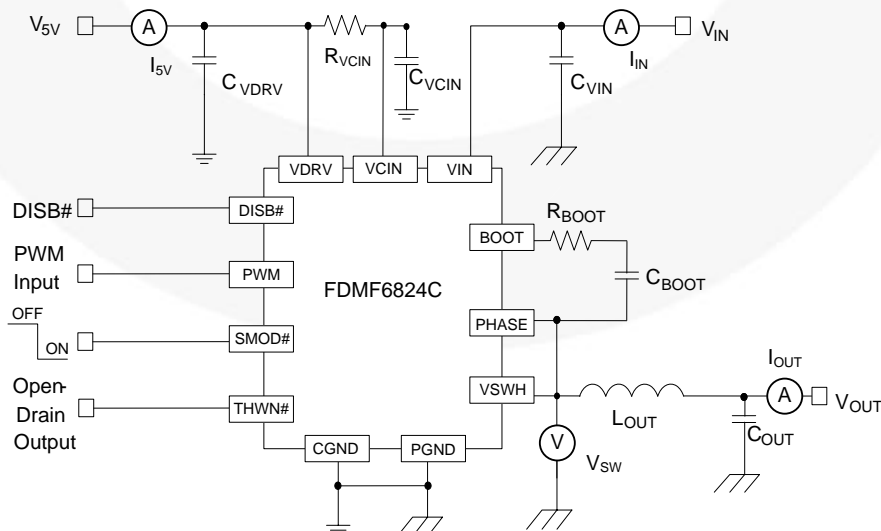 V5V
A
I5V
CVDRV
RVCIN
CVCIN
A
IIN
VIN
CVIN
VDRV
VCIN
VIN
DISB#
DISB#
BOOT
RBOOT
CBOOT
PWM
Input
PWM
FDMF6824C
OFF
ON
SMOD#
PHASE
Open-
Drain
Output
THWN#
VSWH
LOUT
IOUT
A
VOUT
COUT
V
VSW
CGND
PGND